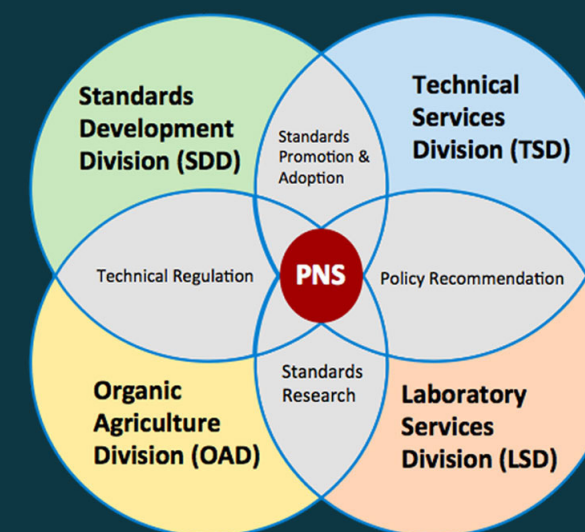 Standards
Development
Division (SDD)
Technical
Services
Division (TSD)
Standards
Promotion &
Adoption
Technical Regulation
PNS
Policy Recommendation
Standards
Research
Organic
Agriculture
Division (OAD)
Laboratory
Services
Division (LSD)